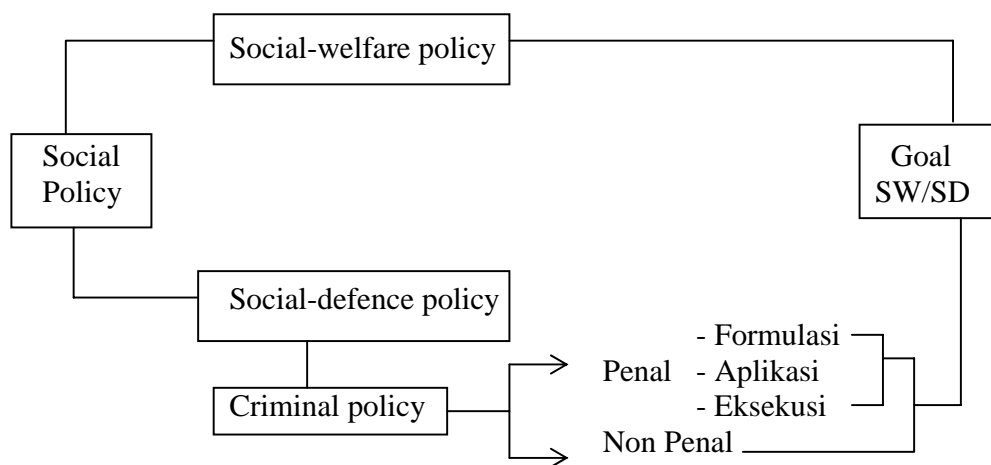 Social-welfare policy
Social
Policy
Goal
SW/SD
Social-defence policy
Criminal policy
Penal
- Formulasi
- Aplikasi
- Eksekusi
Non Penal